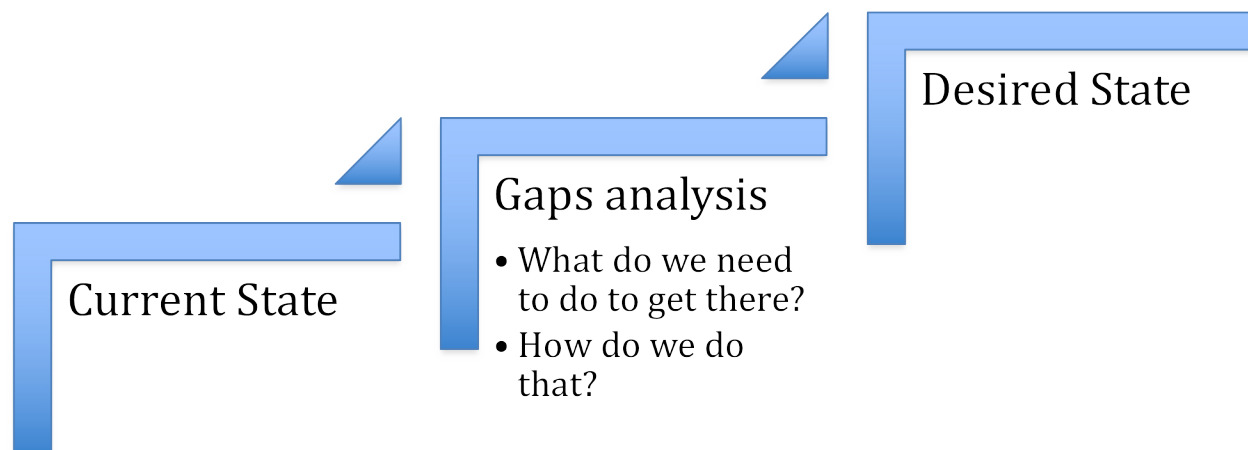 Current State
Gaps analysis
• What do we need
to do to get there?
• How do we do
that?
Desired State